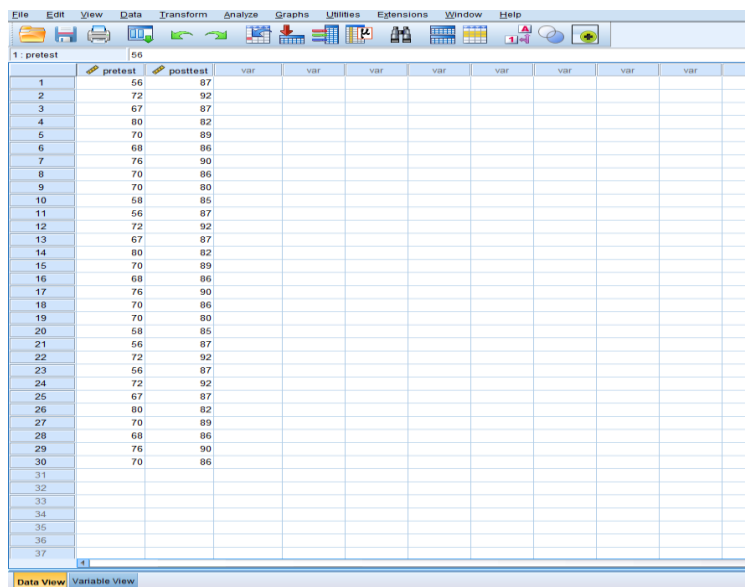 File Edit View Data Transform Analyze Graphs Utilities Extensions Window Help
1 : pretest 56
pretest posttest var var var var var var var var
1 56 87
2 72 92
3 67 87
4 80 82
5 70 89
6 68 86
7 76 90
8 70 86
9 70 80
10 58 85
11 56 87
12 72 92
13 67 87
14 80 82
15 70 89
16 68 86
17 76 90
18 70 86
19 70 80
20 58 85
21 56 87
22 72 92
23 56 87
24 72 92
25 67 87
26 80 82
27 70 89
28 68 86
29 76 90
30 70 86
31
32
33
34
35
36
37
Data View Variable View